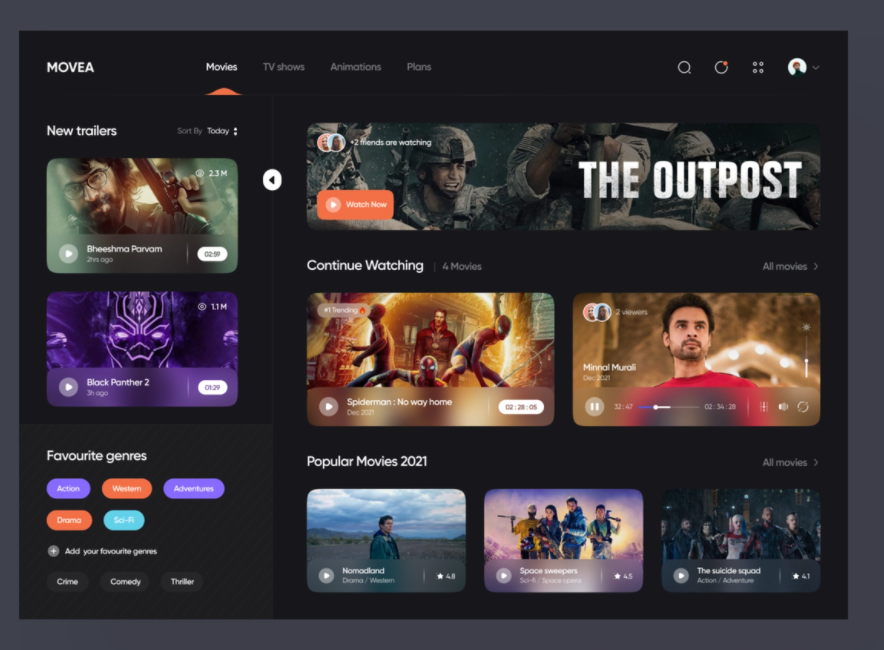 MOVEA
Movies
TV shows
Animations
Plans
New trailers
Sort By Today
2.3 M
Bheeshma Parvam
2hrs ago
02:59
1.1 M
Black Panther 2
3h ago
01:29
Favourite genres
Action
Western
Adventures
Drama
Sci-Fi
Add your favourite genres
Crime
Comedy
Thriller
+2 friends are watching
THE OUTPOST
Watch Now
Continue Watching | 4 Movies
All movies
#1 Trending
Spiderman : No way home
Dec 2021
02 : 28 : 05
2 viewers
Minnal Murali
Dec 2021
32 : 47
02 : 34 : 28
Popular Movies 2021
All movies
Nomadland
Drama / Western
4.8
Space sweepers
Sci-fi / Space opera
4.5
The suicide squad
Action / Adventure
4.1